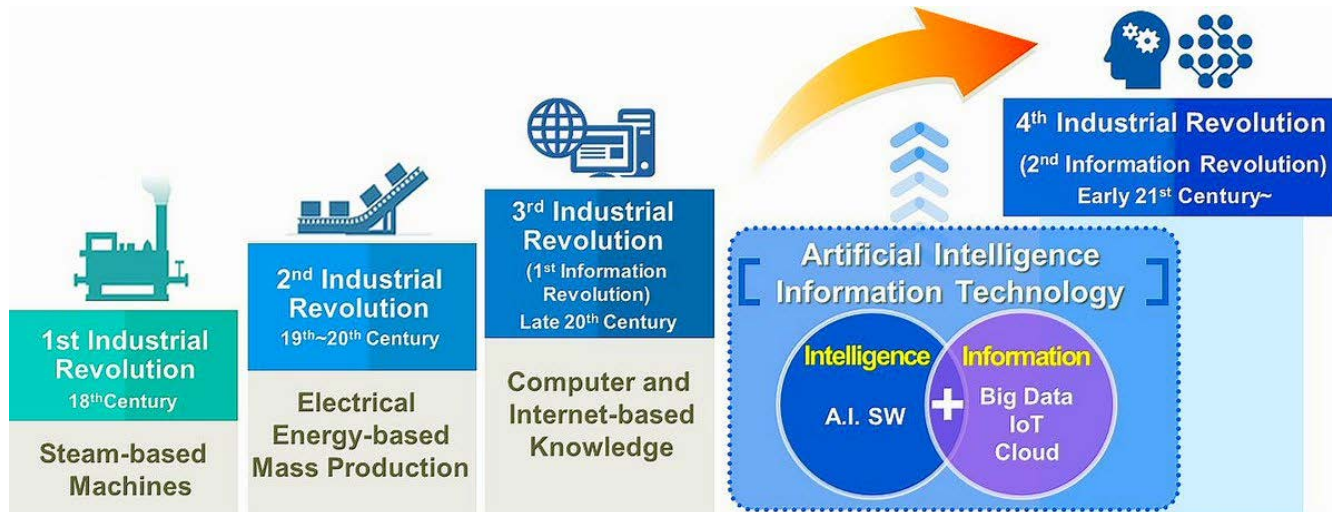 1st Industrial
Revolution
18th Century
Steam-based
Machines
2nd Industrial
Revolution
19th~20th Century
Electrical
Energy-based
Mass Production
3rd Industrial
Revolution
(1st Information
Revolution)
Late 20th Century
Computer and
Internet-based
Knowledge
Artificial Intelligence
Information Technology
Intelligence
A.I. SW
+
Information
Big Data
IoT
Cloud
4th Industrial Revolution
(2nd Information Revolution)
Early 21st Century~